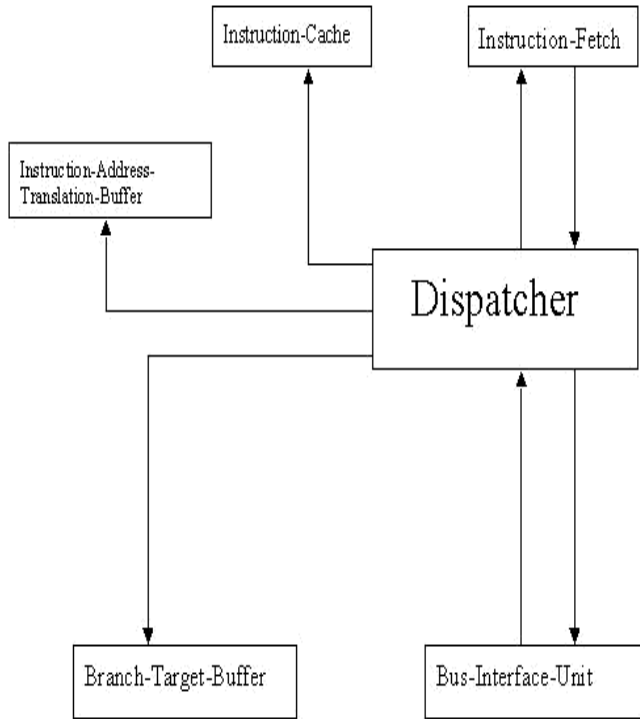 Instruction-Cache
Instruction-Fetch
Instruction-Address-
Translation-Buffer
Dispatcher
Branch-Target-Buffer
Bus-Interface-Unit